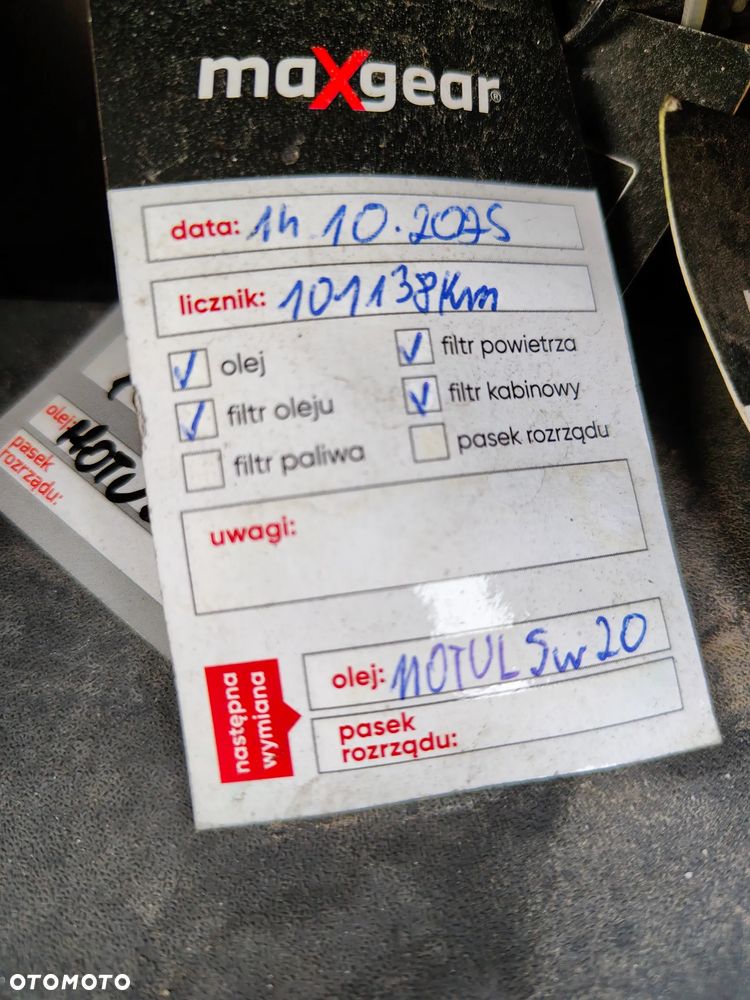 maxgear®
data: 14 10.2025
licznik: 101138Km
olej
filtr powietrza
filtr oleju
filtr kabinowy
filtr paliwa
pasek rozrządu
uwagi:
następna
wymiana
olej: MOTUL 5w20
pasek
rozrządu:
olej: MOTU
pasek
rozrządu:
OTOMOTO